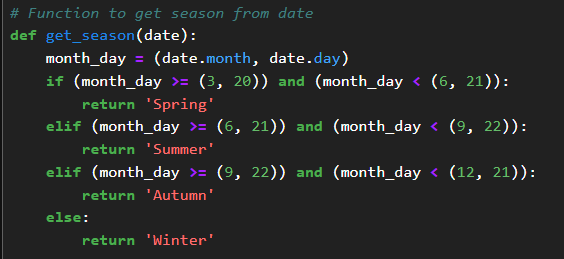 # Function to get season from date
def get_season(date):
    month_day = (date.month, date.day)
    if (month_day >= (3, 20)) and (month_day < (6, 21)):
        return 'Spring'
    elif (month_day >= (6, 21)) and (month_day < (9, 22)):
        return 'Summer'
    elif (month_day >= (9, 22)) and (month_day < (12, 21)):
        return 'Autumn'
    else:
        return 'Winter'